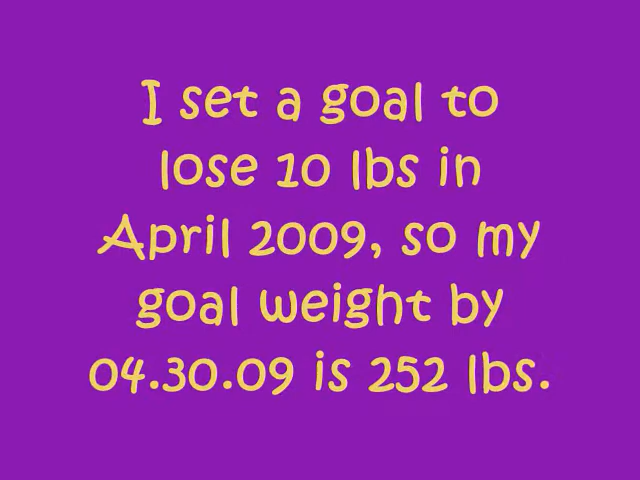 I set a goal to
lose 10 lbs in
April 2009, so my
goal weight by
04.30.09 is 252 lbs.